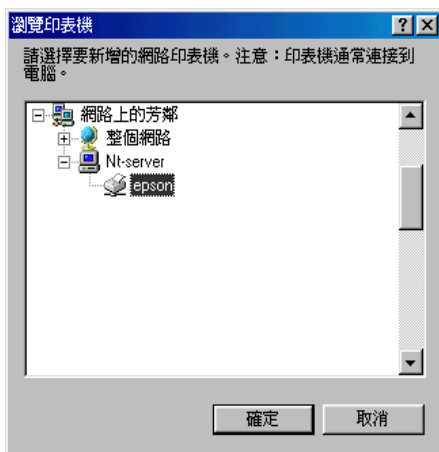 瀏覽印表機
請選擇要新增的網路印表機。注意：印表機通常連接到
電腦。
網路上的芳鄰
整個網路
Nt-server
epson
確定
取消